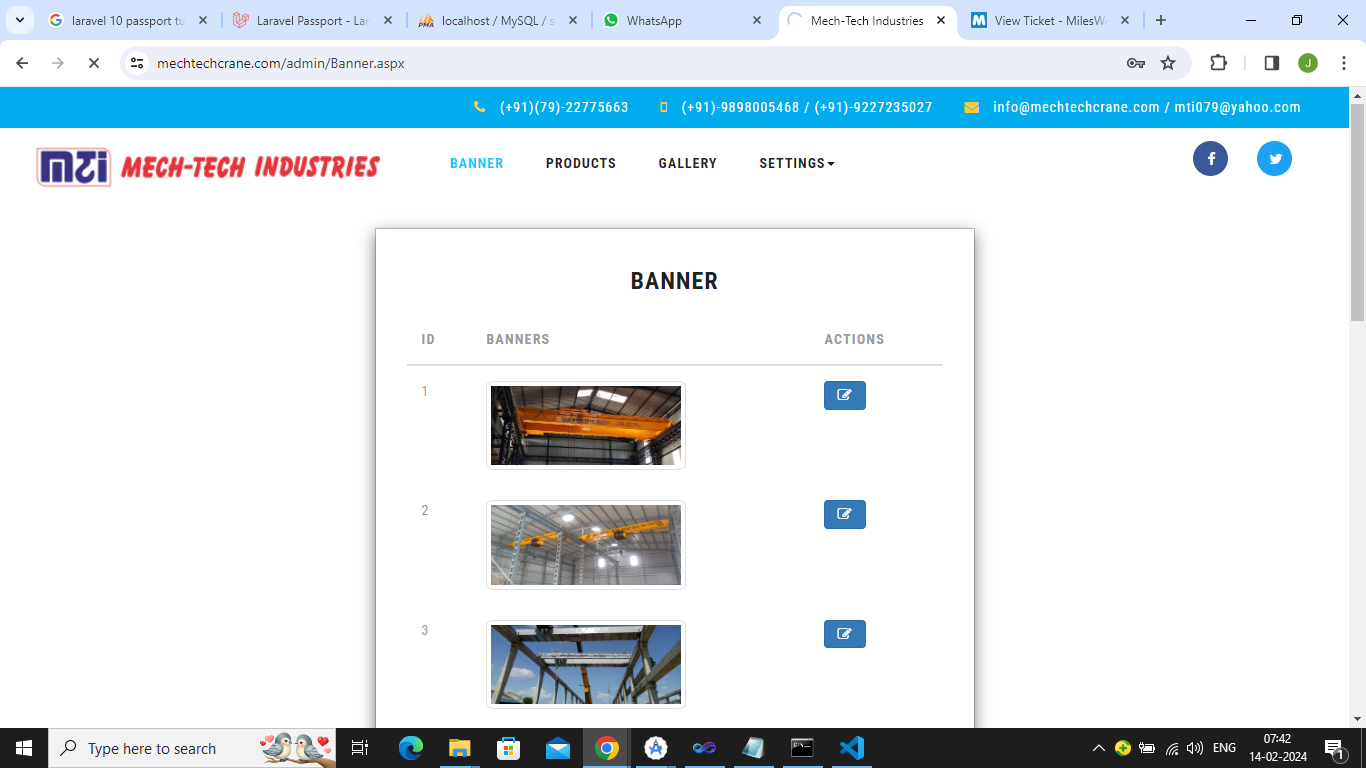 laravel 10 passport tu
Laravel Passport - Lar
localhost / MySQL / s
WhatsApp
Mech-Tech Industries
View Ticket - MilesWe
mechtechcrane.com/admin/Banner.aspx
J
(+91)(79)-22775663
(+91)-9898005468 / (+91)-9227235027
info@mechtechcrane.com / mti079@yahoo.com
MTI MECH-TECH INDUSTRIES
BANNER
PRODUCTS
GALLERY
SETTINGS
BANNER
ID BANNERS ACTIONS
1
2
3
Type here to search
ENG
07:42
14-02-2024
1